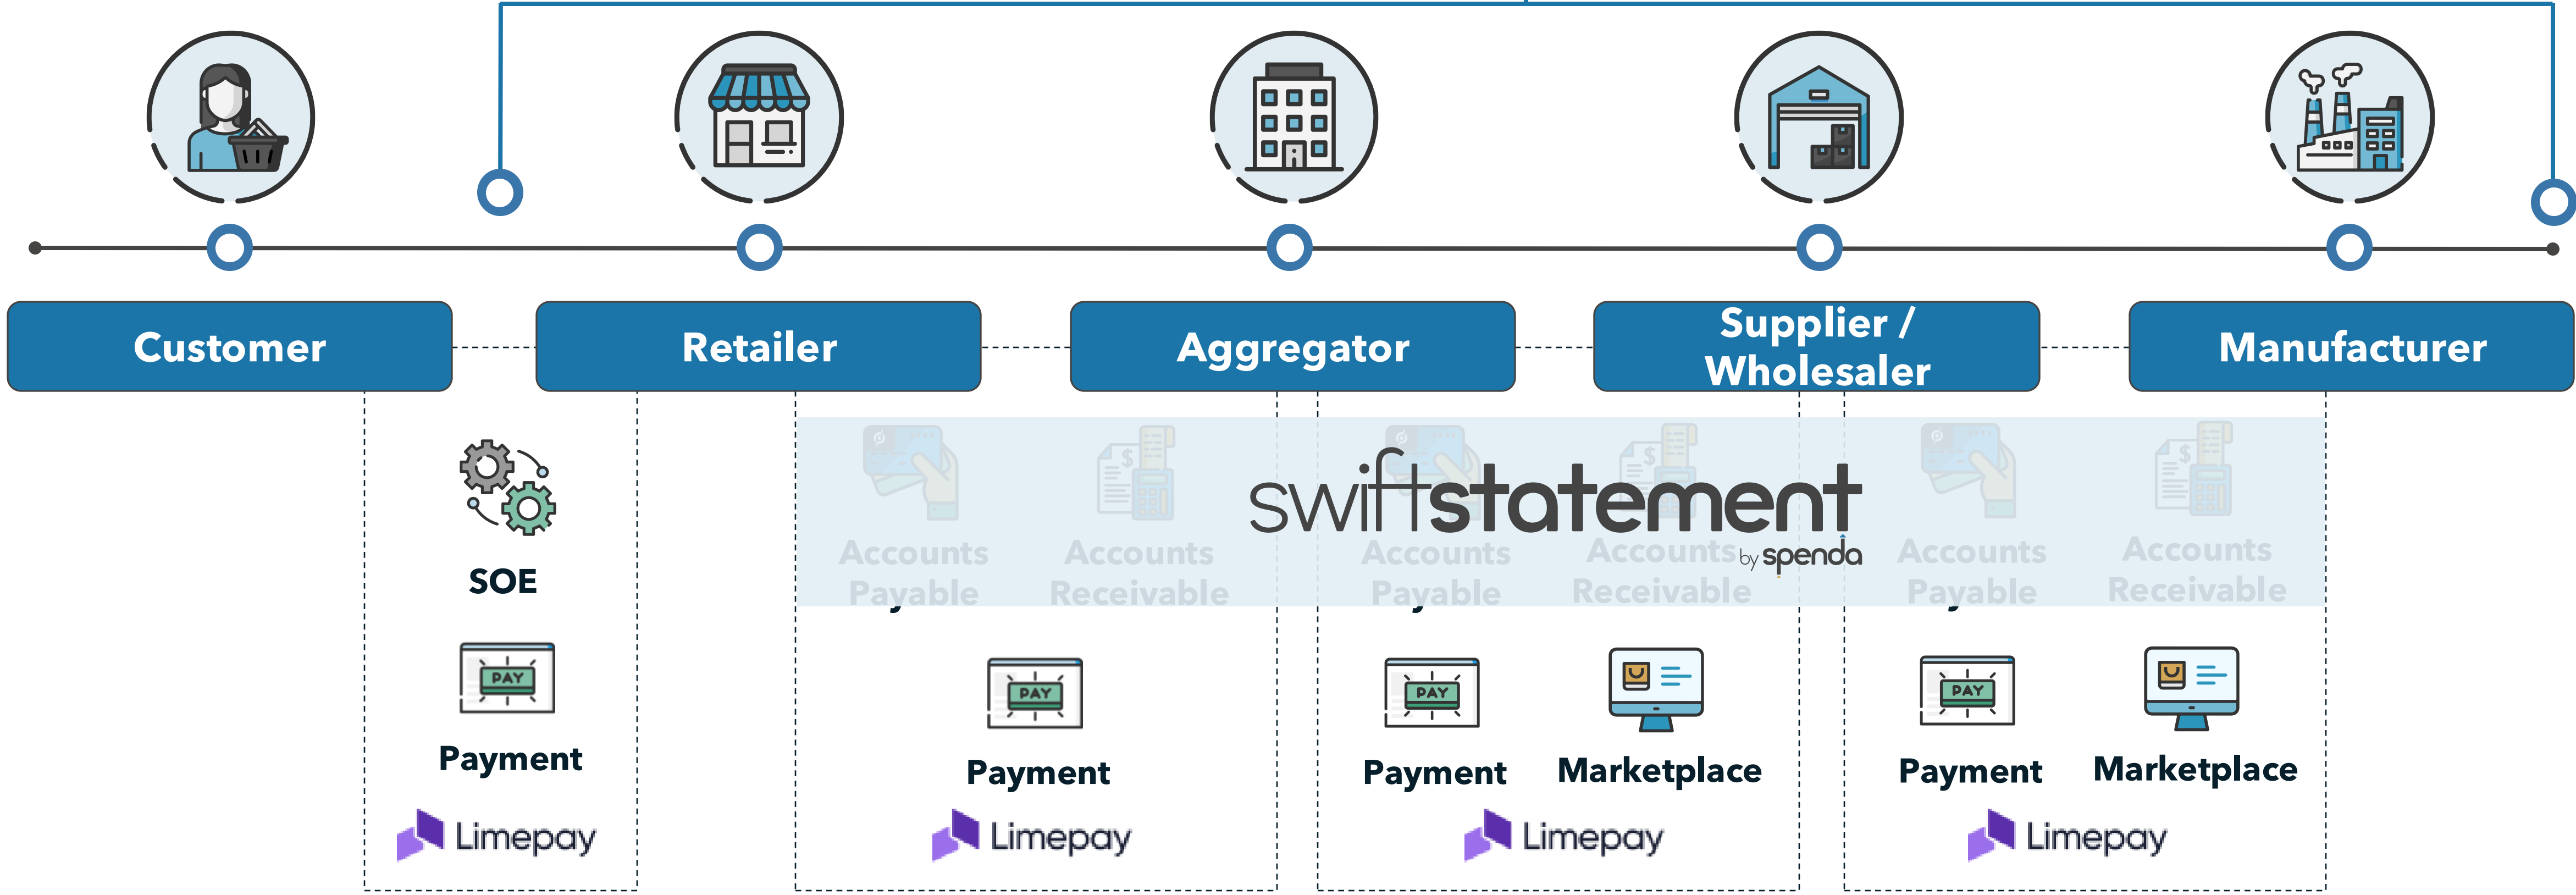 Customer
Retailer
Aggregator
Supplier /
Wholesaler
Manufacturer
SOE
PAY
Payment
Limepay
swiftstatement
by spenda
Accounts
Payable
$
Accounts
Receivable
Accounts
Payable
$
Accounts
Receivable
Accounts
Payable
$
Accounts
Receivable
PAY
Payment
Limepay
PAY
Payment
Marketplace
Limepay
PAY
Payment
Marketplace
Limepay